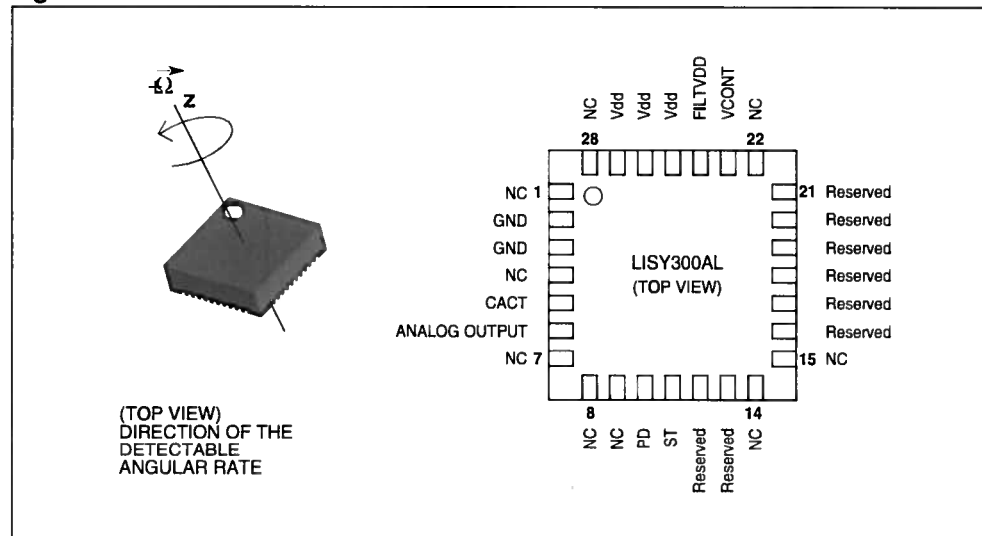 Ω
z
(TOP VIEW)
DIRECTION OF THE
DETECTABLE
ANGULAR RATE
NC
Vdd
Vdd
Vdd
FILTVDD
VCONT
NC
28
22
NC 1
GND
GND
NC
CACT
ANALOG OUTPUT
NC 7
LISY300AL
(TOP VIEW)
21 Reserved
Reserved
Reserved
Reserved
Reserved
Reserved
15 NC
8
14
NC
NC
PD
ST
Reserved
Reserved
NC